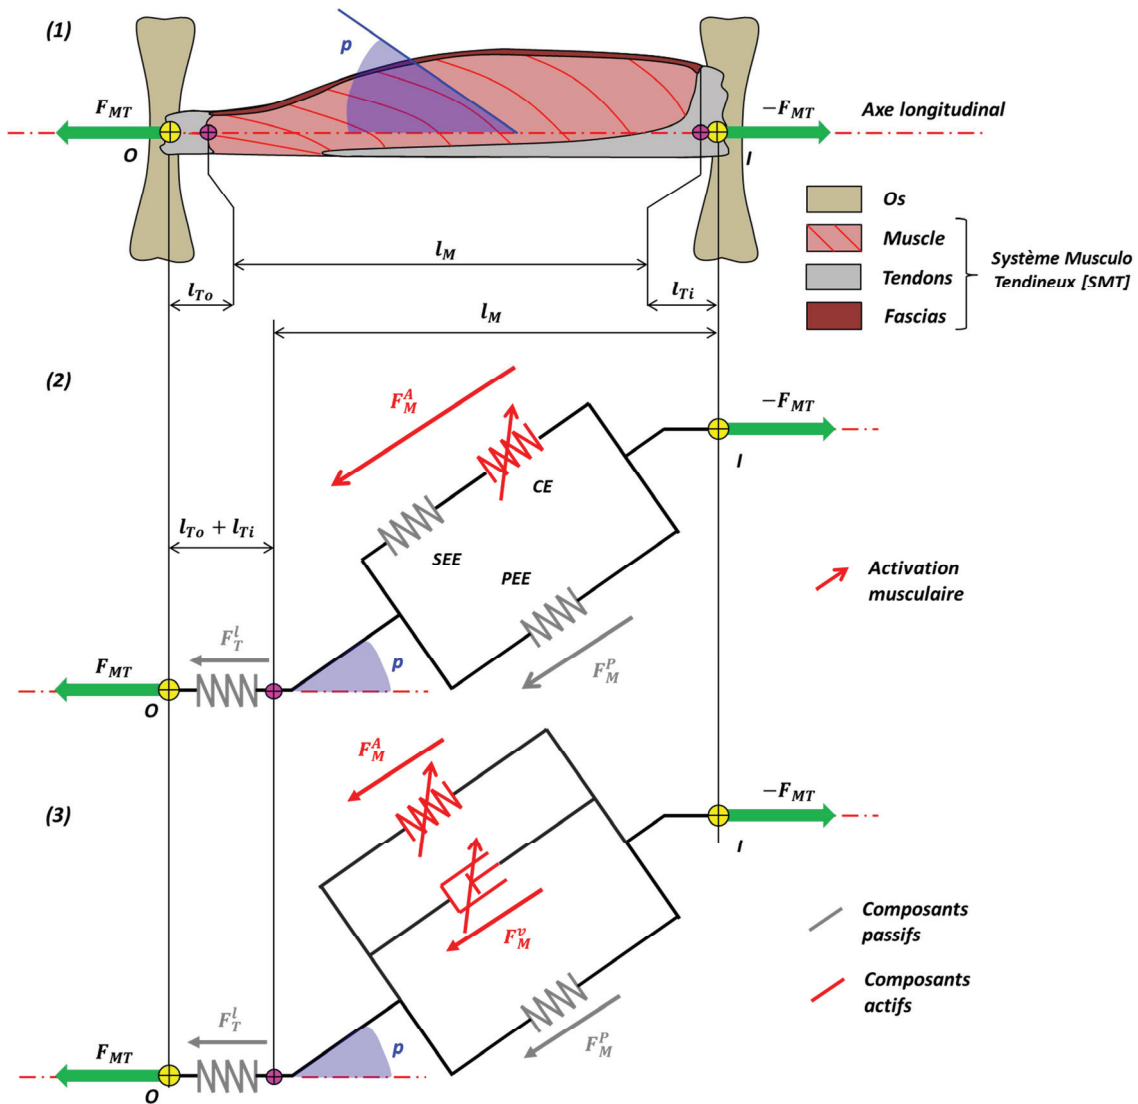 (1)
p
F_MT
-F_MT
Axe longitudinal
O
I
Os
l_M
Muscle
Système Musculo
Tendineux [SMT]
l_To
l_Ti
Tendons
Fascias
l_M
(2)
F_M^A
-F_MT
I
CE
l_To + l_Ti
SEE
PEE
Activation
musculaire
F_T^l
F_MT
p
F_M^P
O
F_M^A
-F_MT
(3)
I
Composants
passifs
F_M^v
Composants
actifs
F_T^l
F_MT
p
F_M^P
O